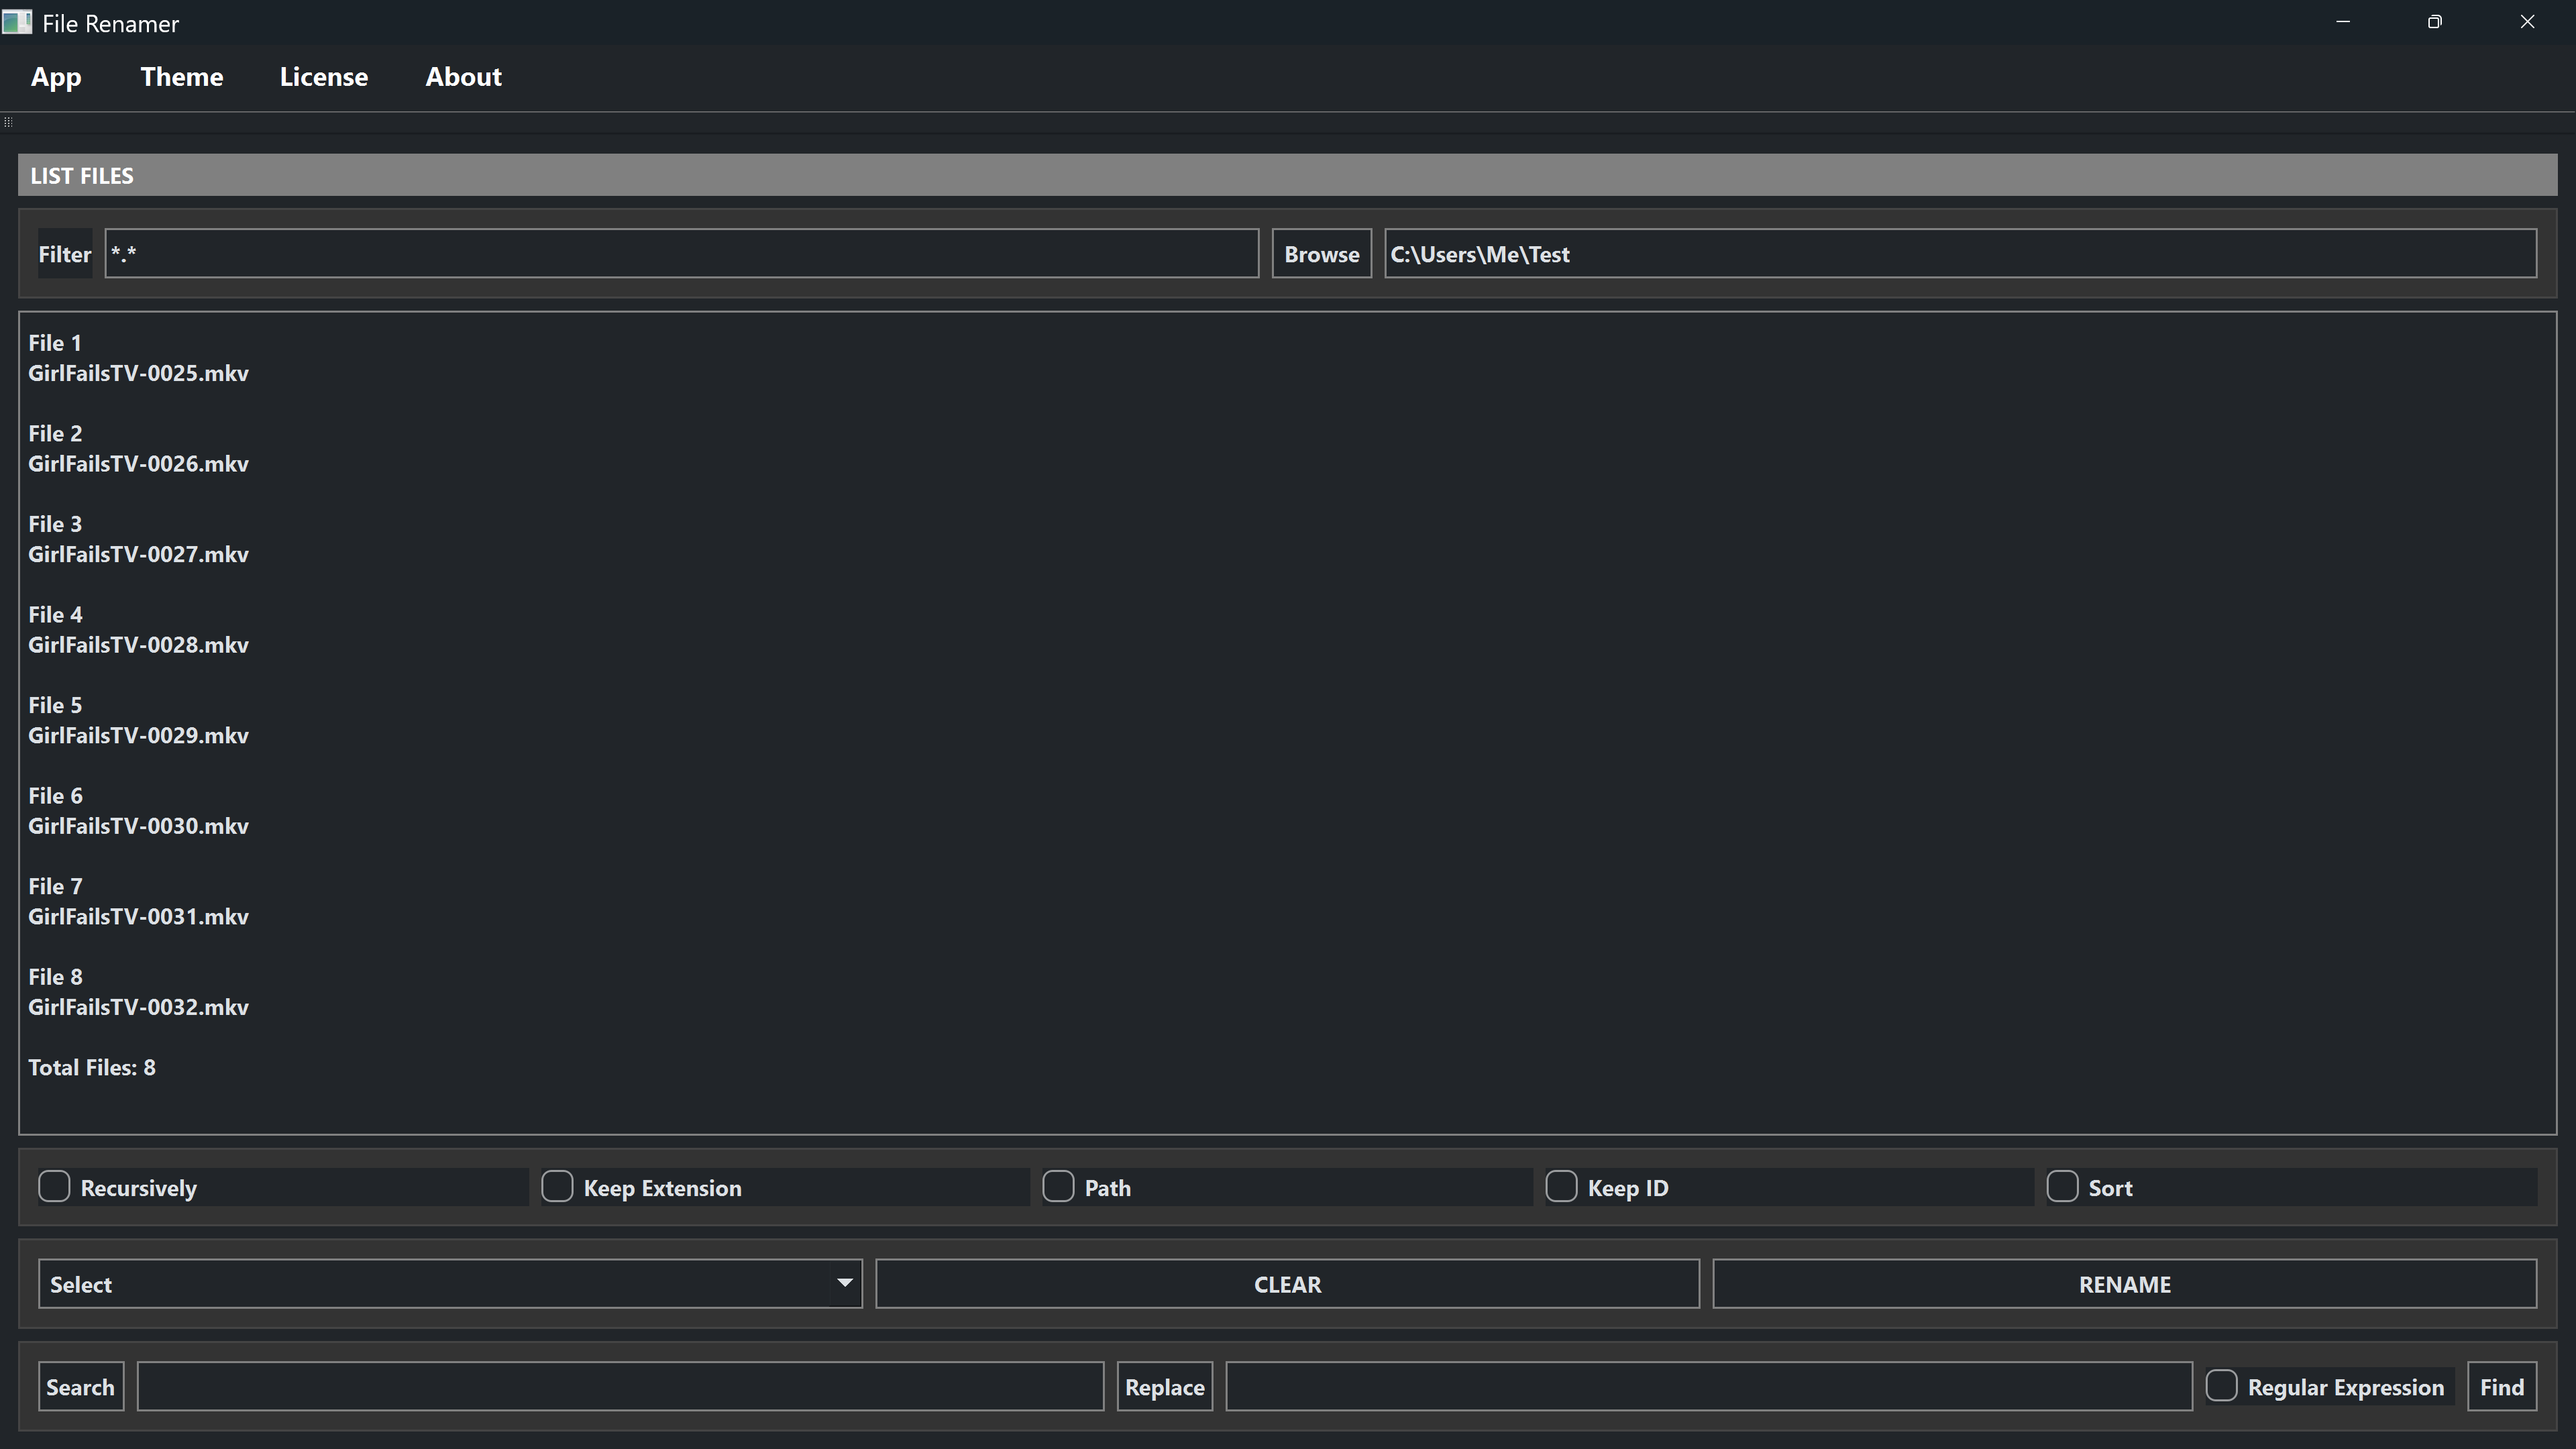 File Renamer
App Theme License About
LIST FILES
Filter *.* Browse C:\Users\Me\Test
File 1
GirlFailsTV-0025.mkv
File 2
GirlFailsTV-0026.mkv
File 3
GirlFailsTV-0027.mkv
File 4
GirlFailsTV-0028.mkv
File 5
GirlFailsTV-0029.mkv
File 6
GirlFailsTV-0030.mkv
File 7
GirlFailsTV-0031.mkv
File 8
GirlFailsTV-0032.mkv
Total Files: 8
Recursively Keep Extension Path Keep ID Sort
Select CLEAR RENAME
Search Replace Regular Expression Find